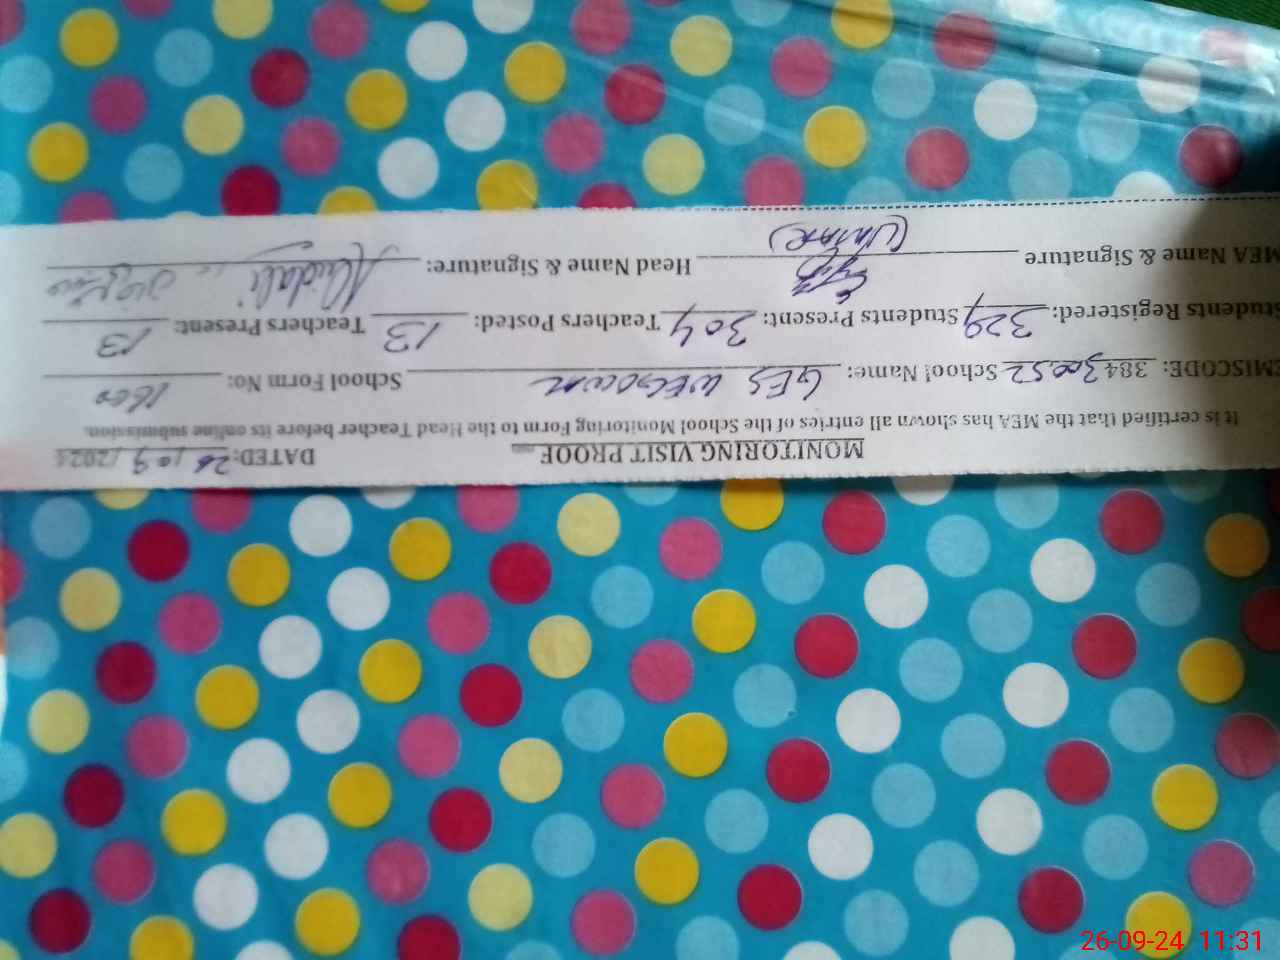 MONITORING VISIT PROOF DATED: 26/09/2024
It is certified that the MEA has shown all entries of the School Monitoring Form to the Head Teacher before its online submission.
EMISCODE: 38430052 School Name: GES School Form No: 1600
Students Registered: 329 Students Present: 304 Teachers Posted: 13 Teachers Present: 13
MEA Name & Signature Head Name & Signature:
26-09-24 11:31